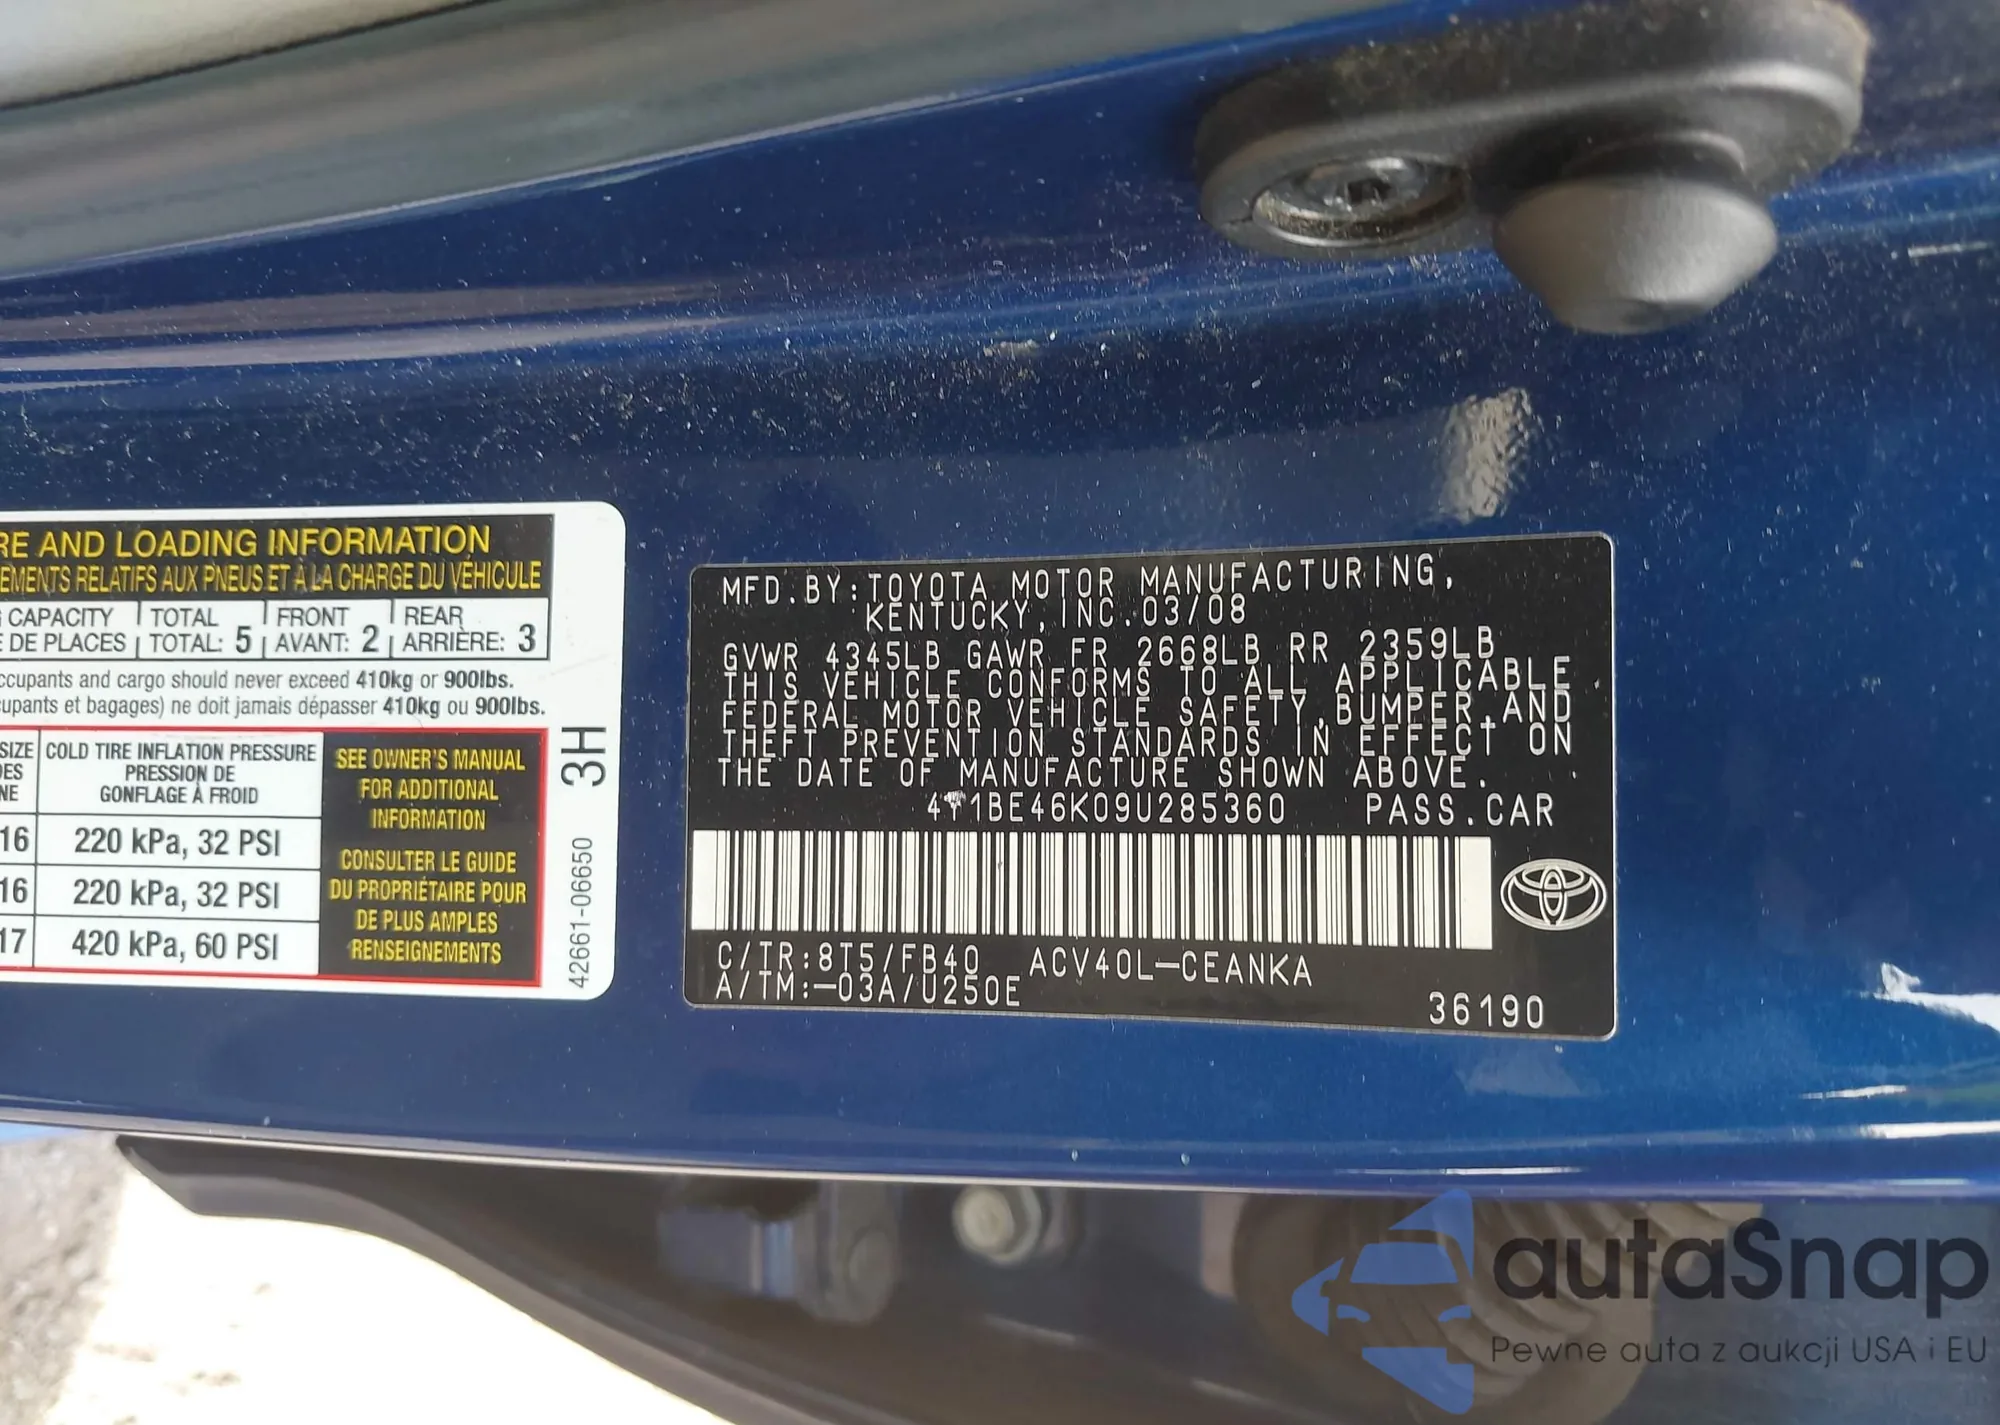 RE AND LOADING INFORMATION
EMENTS RELATIFS AUX PNEUS ET À LA CHARGE DU VÉHICULE
CAPACITY TOTAL FRONT REAR
DE PLACES TOTAL: 5 AVANT: 2 ARRIÈRE: 3
ccupants and cargo should never exceed 410kg or 900lbs.
upants et bagages) ne doit jamais dépasser 410kg ou 900lbs.
SIZE COLD TIRE INFLATION PRESSURE
PRESSION DE
GONFLAGE À FROID
16 220 kPa, 32 PSI
16 220 kPa, 32 PSI
17 420 kPa, 60 PSI
SEE OWNER'S MANUAL
FOR ADDITIONAL
INFORMATION
CONSULTER LE GUIDE
DU PROPRIÉTAIRE POUR
DE PLUS AMPLES
RENSEIGNEMENTS
3H
42661-06650
MFD.BY:TOYOTA MOTOR MANUFACTURING,
KENTUCKY,INC.03/08
GVWR 4345LB GAWR FR 2668LB RR 2359LB
THIS VEHICLE CONFORMS TO ALL APPLICABLE
FEDERAL MOTOR VEHICLE SAFETY,BUMPER,AND
THEFT PREVENTION STANDARDS IN EFFECT ON
THE DATE OF MANUFACTURE SHOWN ABOVE.
4T1BE46K09U285360 PASS.CAR
C/TR:8T5/FB40 ACV40L-CEANKA
A/TM:-03A/U250E
36190
autaSnap
Pewne auta z aukcji USA i EU